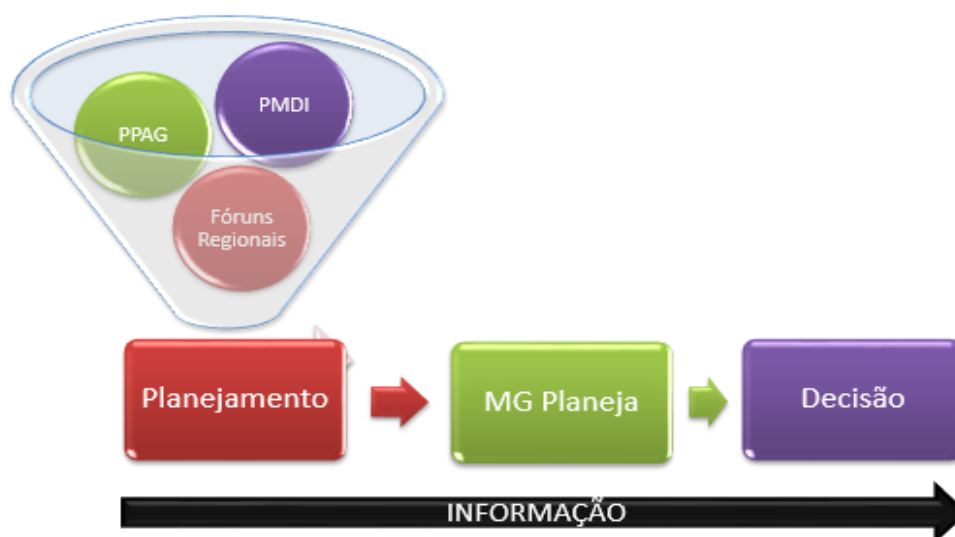 PMDI
PPAG
Fóruns
Regionais
Planejamento
MG Planeja
Decisão
INFORMAÇÃO